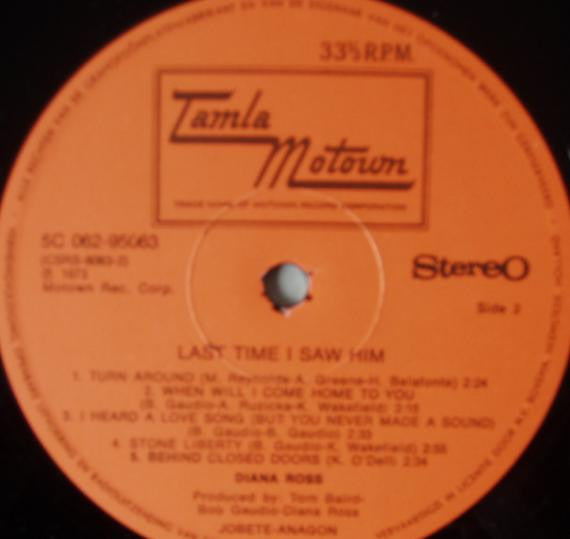 33⅓ R.P.M.
Tamla
Motown
TRADE NAME OF MOTOWN RECORD CORPORATION
5C 062-95063
Ⓟ 1973
Motown Rec. Corp.
Stereo
Side 2
LAST TIME I SAW HIM
1. TURN AROUND (M. Reynolds-A. Greene-H. Belafonte) 2:24
2. WHEN WILL I COME HOME TO YOU
(B. Gaudio-A. Ruzicka-K. Wakefield) 2:15
3. I HEARD A LOVE SONG (BUT YOU NEVER MADE A SOUND)
(B. Gaudio-B. Gaudio) 2:33
4. STONE LIBERTY (B. Gaudio-K. Wakefield) 2:55
5. BEHIND CLOSED DOORS (K. O'Dell) 2:34
DIANA ROSS
Produced by: Tom Baird-
Bob Gaudio-Diana Ross
JOBETE-ANAGON